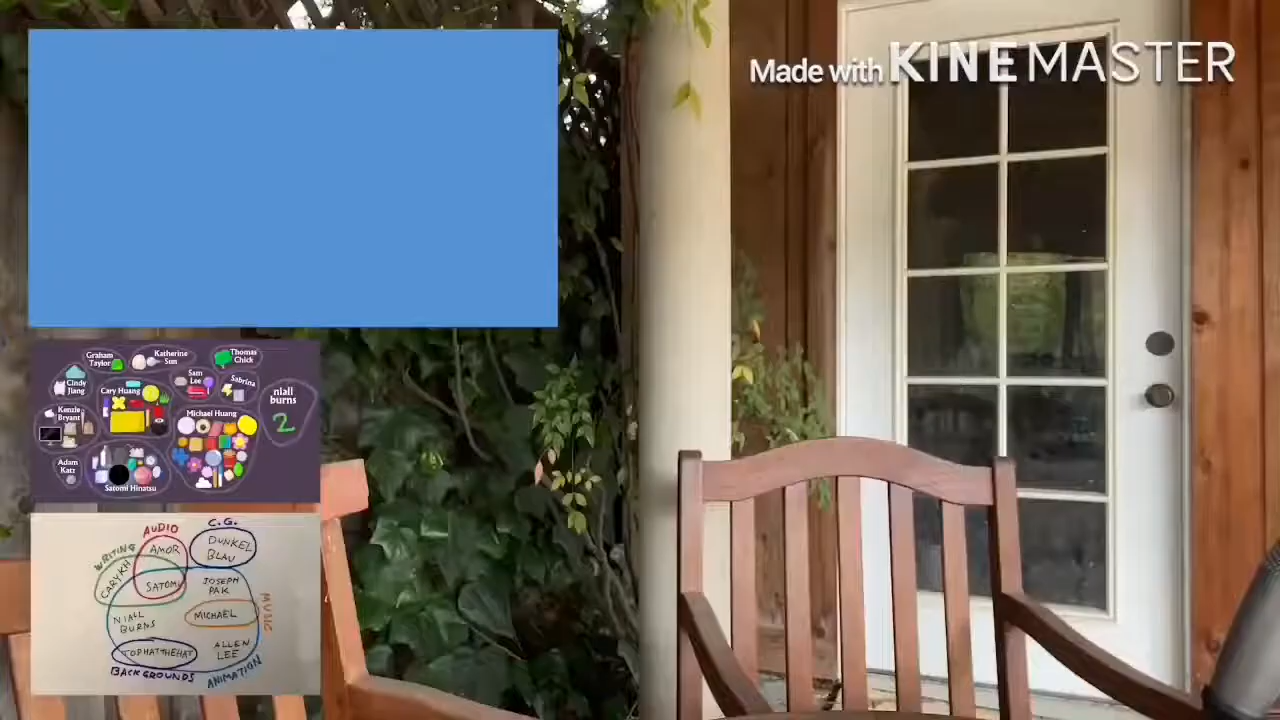 Made with KINEMASTER
Graham
Taylor
Katherine
Sun
Thomas
Chick
Cindy
Jiang
Cary Huang
Sam
Lee
Sabrina
niall
burns
2
Kenzie
Bryant
Michael Huang
Adam
Katz
Satomi Hinatsu
AUDIO
C.G.
WRITING
AMOR
DUNKEL
BLAU
CARYKH
SATOMI
JOSEPH
PAK
NIALL
BURNS
MICHAEL
MUSIC
TOPHATTHEHAT
ALLEN
LEE
BACKGROUNDS
ANIMATION